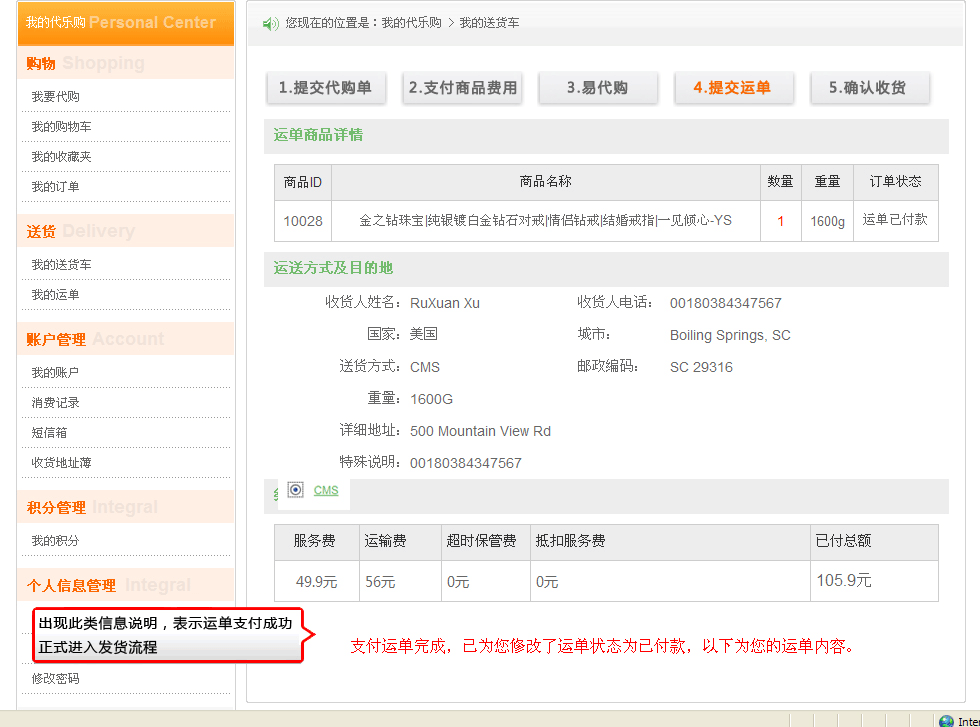 我的代乐购 Personal Center
购物 Shopping
我要代购
我的购物车
我的收藏夹
我的订单
送货 Delivery
我的送货车
我的运单
账户管理 Account
我的账户
消费记录
短信箱
收货地址薄
积分管理 Integral
我的积分
个人信息管理 Integral
出现此类信息说明，表示运单支付成功
正式进入发货流程
修改密码
您现在的位置是：我的代乐购 > 我的送货车
1.提交代购单 2.支付商品费用 3.易代购 4.提交运单 5.确认收货
运单商品详情
商品ID 商品名称 数量 重量 订单状态
10028 金之钻珠宝|纯银镀白金钻石对戒|情侣钻戒|结婚戒指|一见倾心-YS 1 1600g 运单已付款
运送方式及目的地
收货人姓名: RuXuan Xu 收货人电话: 00180384347567
国家: 美国 城市: Boiling Springs, SC
送货方式: CMS 邮政编码: SC 29316
重量: 1600G
详细地址: 500 Mountain View Rd
特殊说明: 00180384347567
CMS
服务费 运输费 超时保管费 抵扣服务费 已付总额
49.9元 56元 0元 0元 105.9元
支付运单完成，已为您修改了运单状态为已付款，以下为您的运单内容。